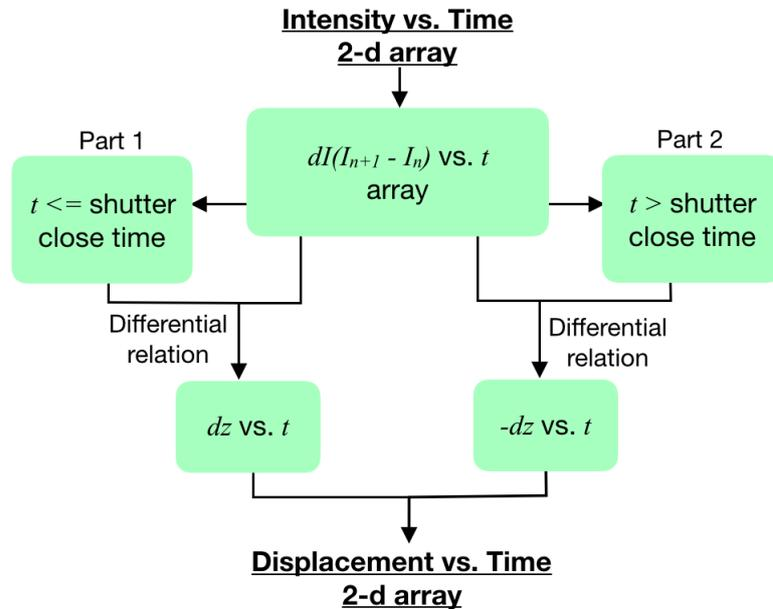 Intensity vs. Time
2-d array
Part 1
dI(Iₙ₊₁ - Iₙ) vs. t
array
Part 2
t <= shutter
close time
t > shutter
close time
Differential
relation
Differential
relation
dz vs. t
-dz vs. t
Displacement vs. Time
2-d array